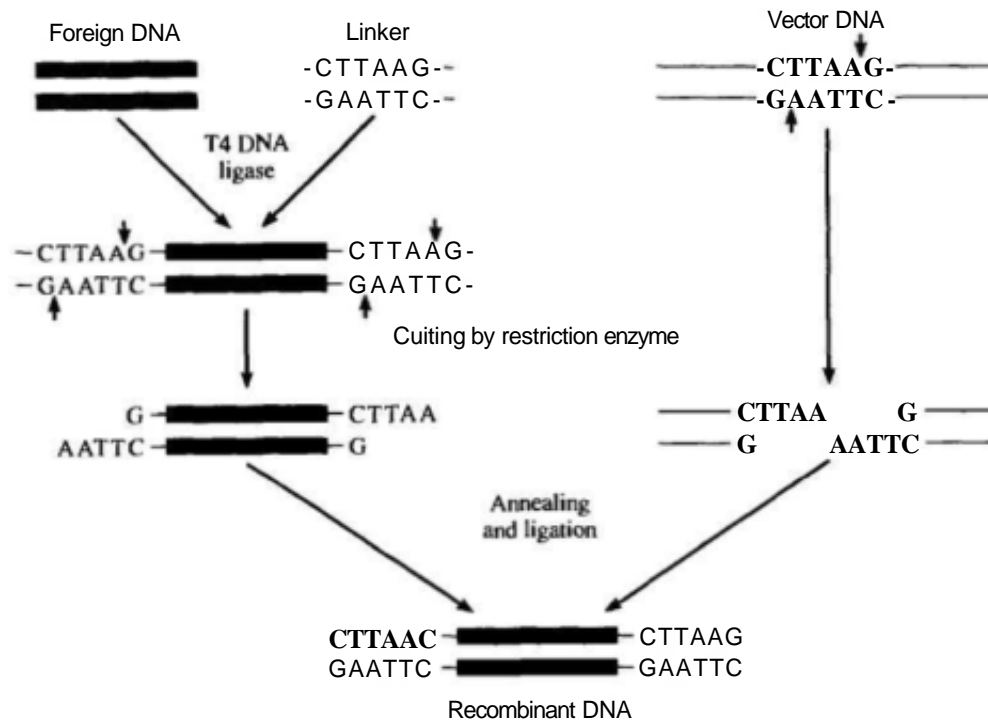 Foreign DNA
Linker
Vector DNA
-CTTAAG-
-GAATTC-
-CTTAAG-
-GAATTC-
T4 DNA
ligase
CTTAAG
GAATTC
CTTAAG-
GAATTC-
Cuiting by restriction enzyme
G
CTTAA
AATTC
G
CTTAA
G
G
AATTC
Annealing
and ligation
CTTAAC
CTTAAG
GAATTC
GAATTC
Recombinant DNA